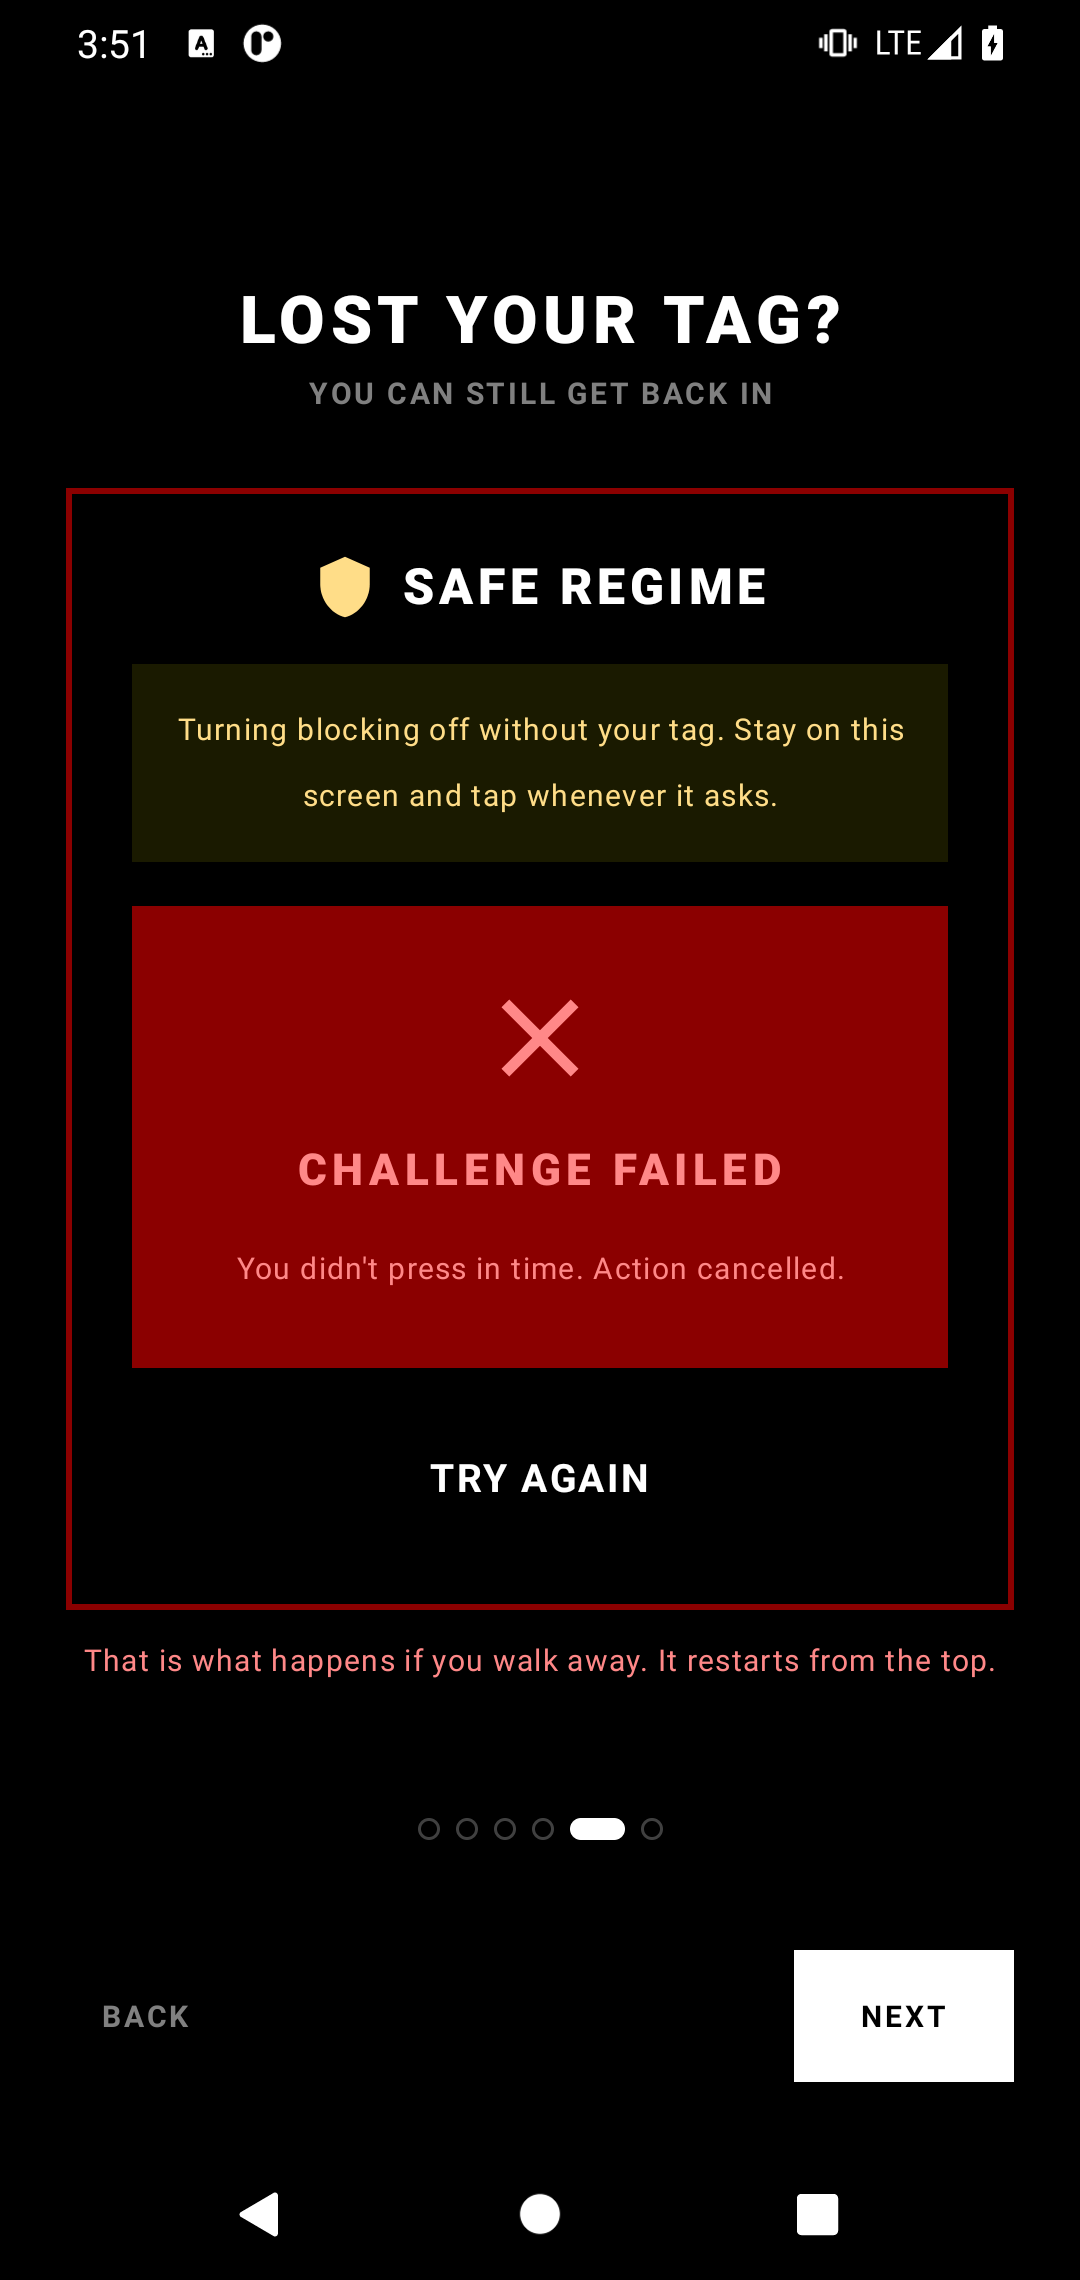 3:51
LTE
LOST YOUR TAG?
YOU CAN STILL GET BACK IN
SAFE REGIME
Turning blocking off without your tag. Stay on this
screen and tap whenever it asks.
CHALLENGE FAILED
You didn't press in time. Action cancelled.
TRY AGAIN
That is what happens if you walk away. It restarts from the top.
BACK
NEXT